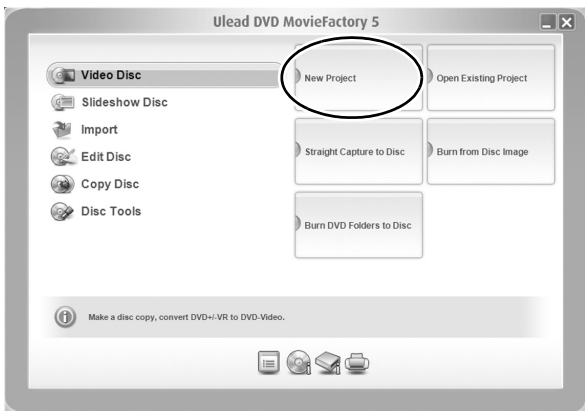 Ulead DVD MovieFactory 5
Video Disc
Slideshow Disc
Import
Edit Disc
Copy Disc
Disc Tools
New Project
Open Existing Project
Straight Capture to Disc
Burn from Disc Image
Burn DVD Folders to Disc
Make a disc copy, convert DVD+/-VR to DVD-Video.